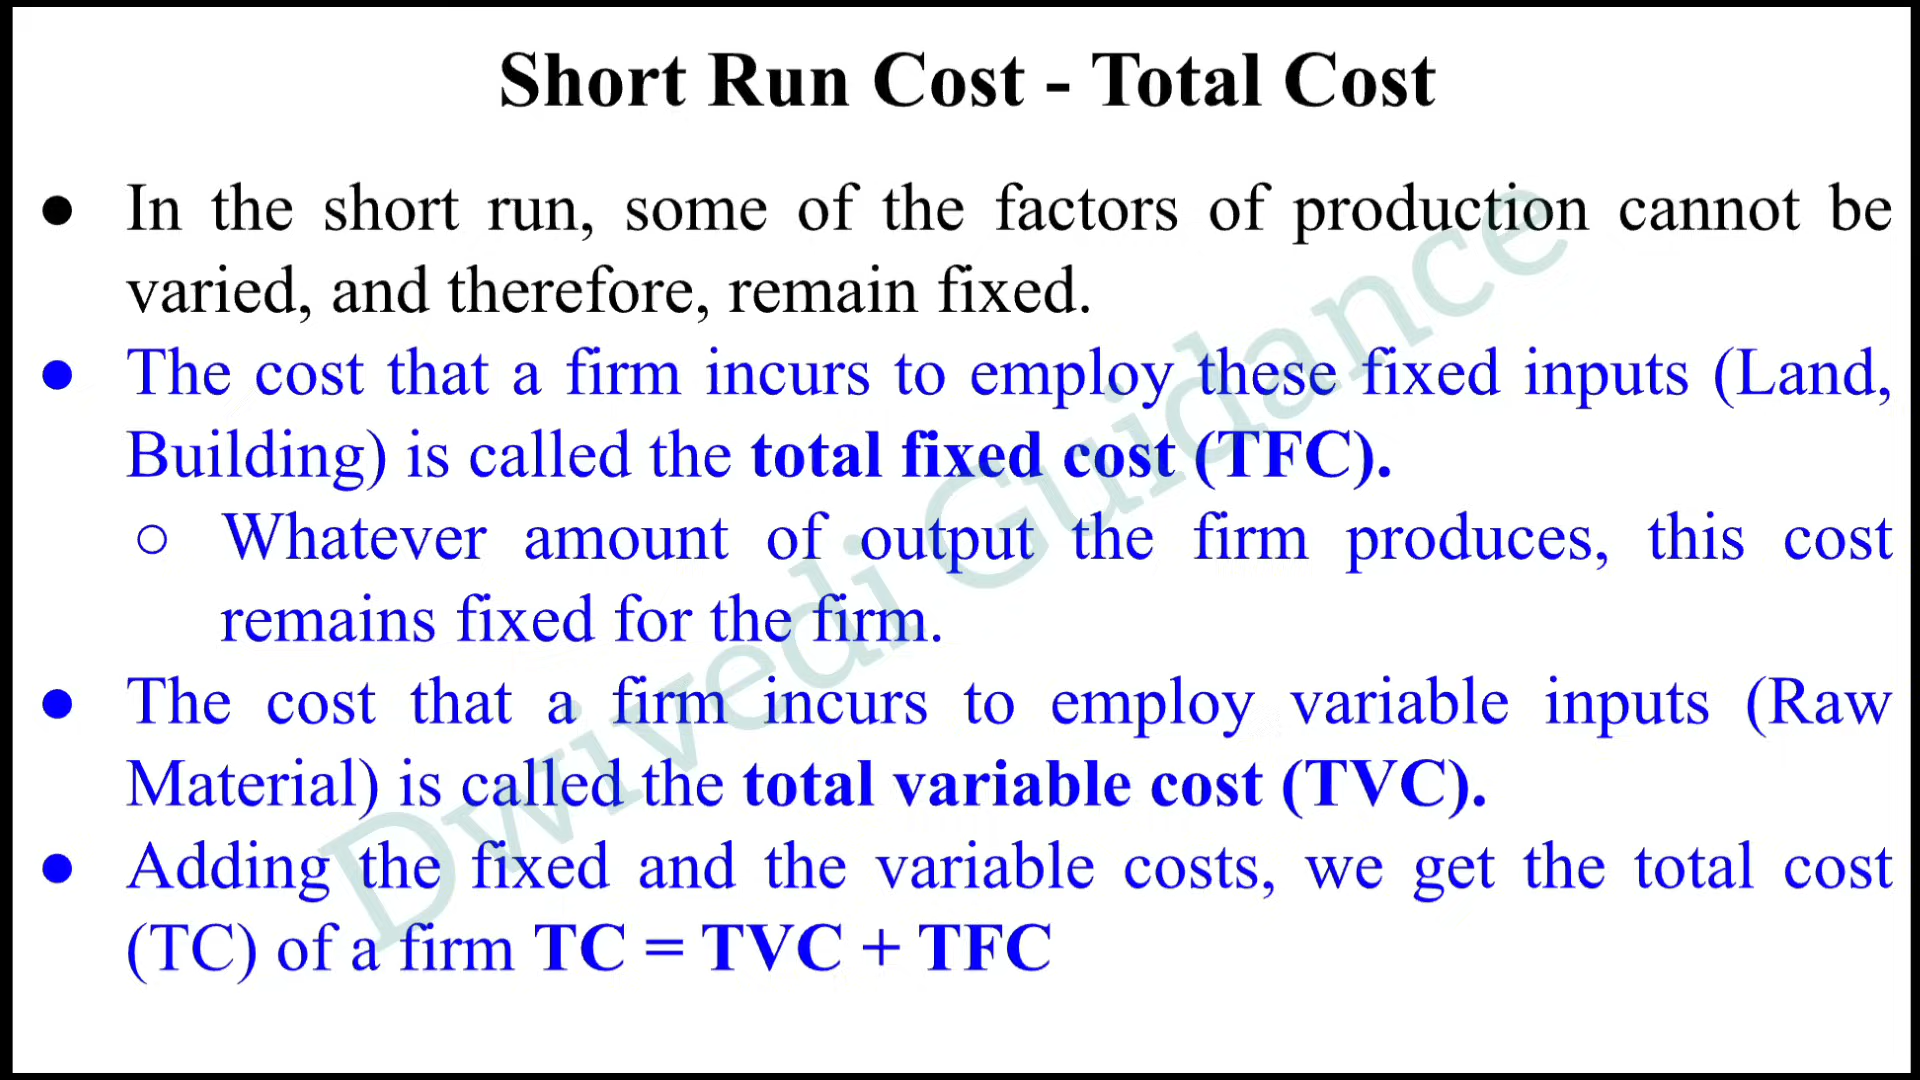 Short Run Cost - Total Cost
● In the short run, some of the factors of production cannot be
varied, and therefore, remain fixed.
● The cost that a firm incurs to employ these fixed inputs (Land,
Building) is called the total fixed cost (TFC).
○ Whatever amount of output the firm produces, this cost
remains fixed for the firm.
● The cost that a firm incurs to employ variable inputs (Raw
Material) is called the total variable cost (TVC).
● Adding the fixed and the variable costs, we get the total cost
(TC) of a firm TC = TVC + TFC
Dwivedi Guidance